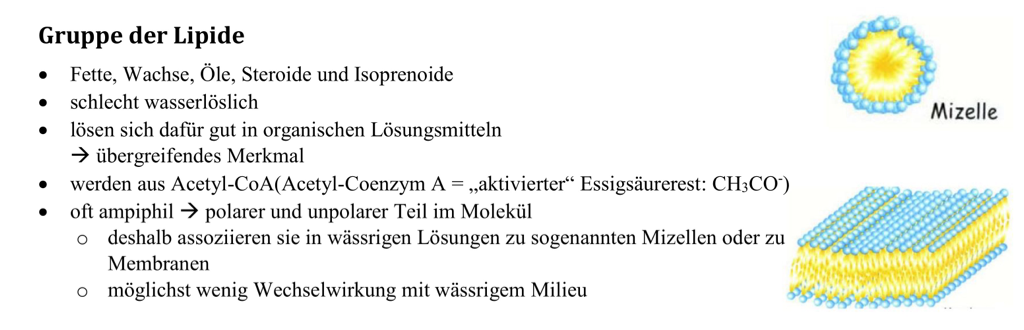 Gruppe der Lipide
• Fette, Wachse, Öle, Steroide und Isoprenoide
• schlecht wasserlöslich
• lösen sich dafür gut in organischen Lösungsmitteln
→ übergreifendes Merkmal
• werden aus Acetyl-CoA(Acetyl-Coenzym A = „aktivierter“ Essigsäurerest: CH₃CO⁻)
• oft ampiphil → polarer und unpolarer Teil im Molekül
o deshalb assoziieren sie in wässrigen Lösungen zu sogenannten Mizellen oder zu
Membranen
o möglichst wenig Wechselwirkung mit wässrigem Milieu
Mizelle